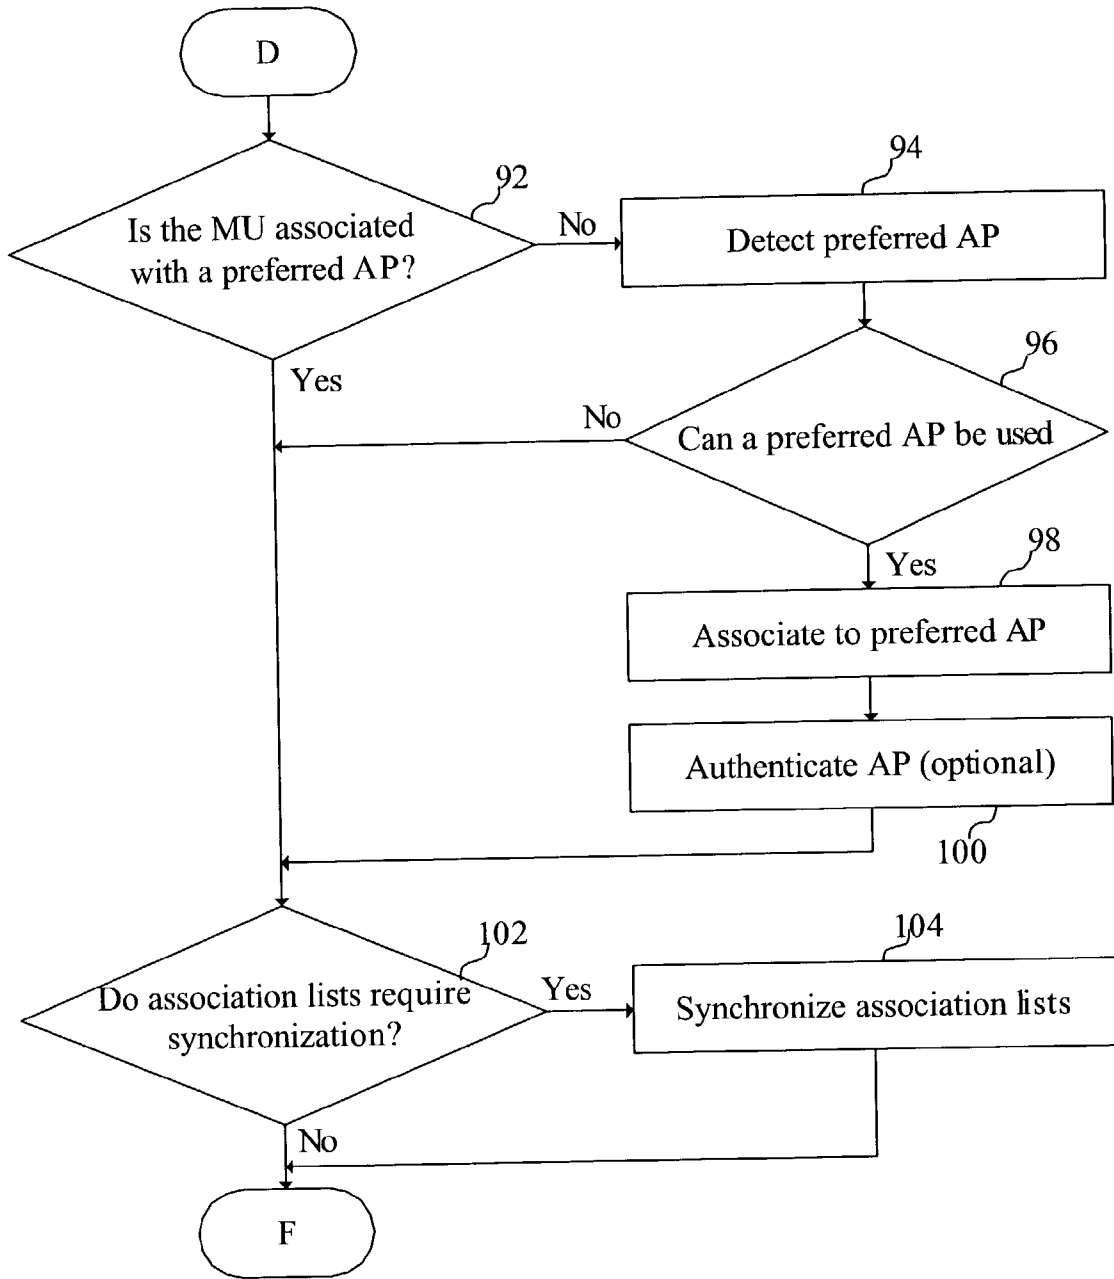 D
92
Is the MU associated
with a preferred AP?
No
94
Detect preferred AP
Yes
96
No
Can a preferred AP be used
Yes
98
Associate to preferred AP
Authenticate AP (optional)
100
102
Do association lists require
synchronization?
Yes
104
Synchronize association lists
No
F